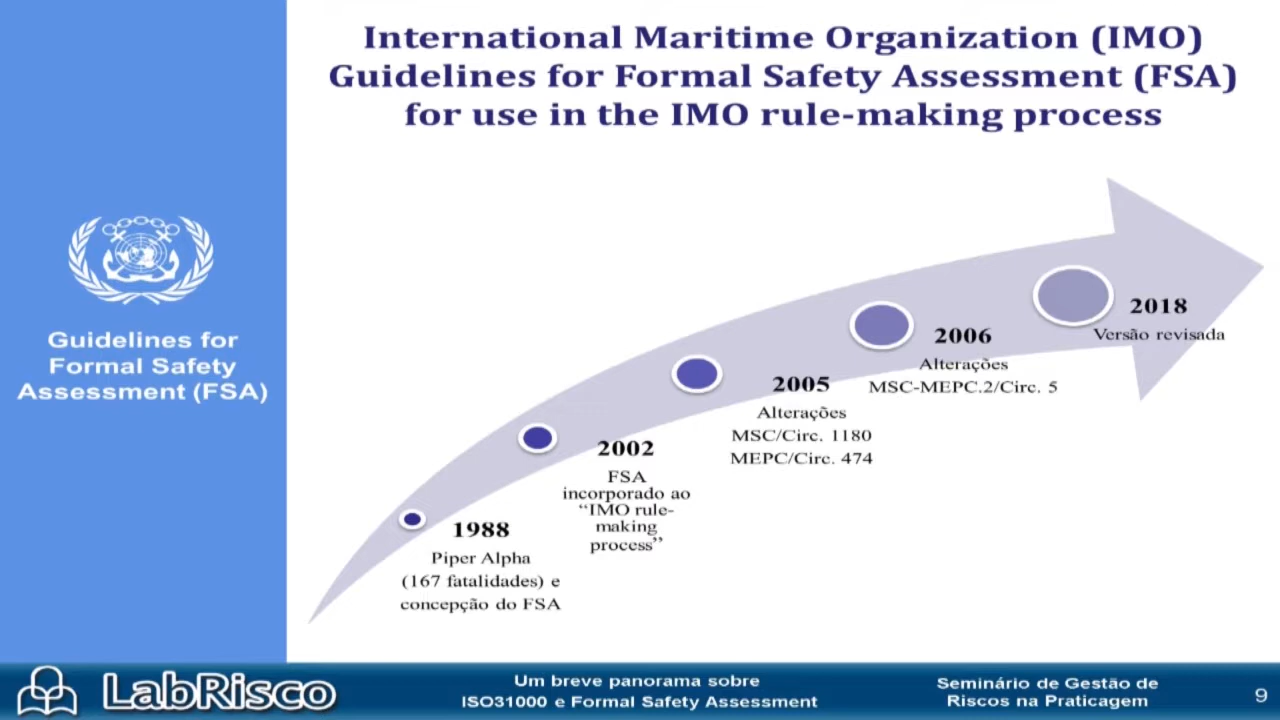 International Maritime Organization (IMO)
Guidelines for Formal Safety Assessment (FSA)
for use in the IMO rule-making process
Guidelines for
Formal Safety
Assessment (FSA)
1988
Piper Alpha
(167 fatalidades) e
concepção do FSA
2002
FSA
incorporado ao
“IMO rule-
making
process”
2005
Alterações
MSC/Circ. 1180
MEPC/Circ. 474
2006
Alterações
MSC-MEPC.2/Circ. 5
2018
Versão revisada
LabRisco
Um breve panorama sobre
ISO31000 e Formal Safety Assessment
Seminário de Gestão de
Riscos na Praticagem
9